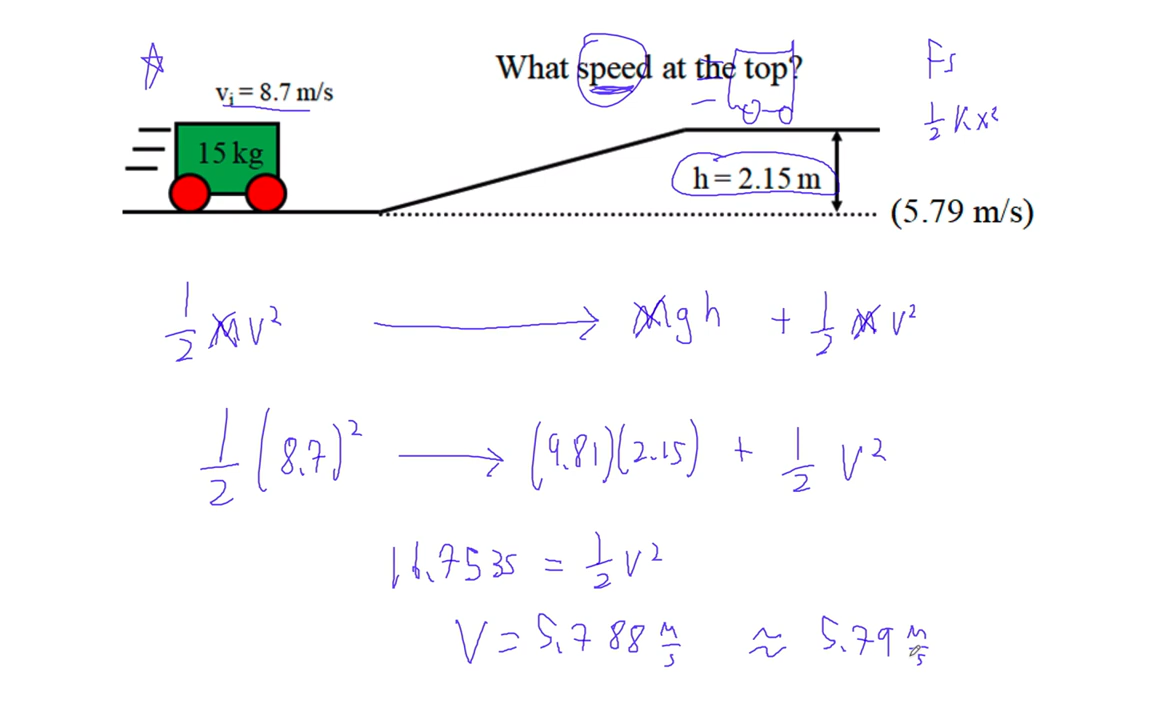 What speed at the top?
Fs
vᵢ = 8.7 m/s
½ Kx²
15 kg
h = 2.15 m
(5.79 m/s)
½ m v² → mgh + ½ m v²
½ (8.7)² → (9.81)(2.15) + ½ v²
16.7535 = ½ v²
V = 5.788 m/s ≈ 5.79 m/s